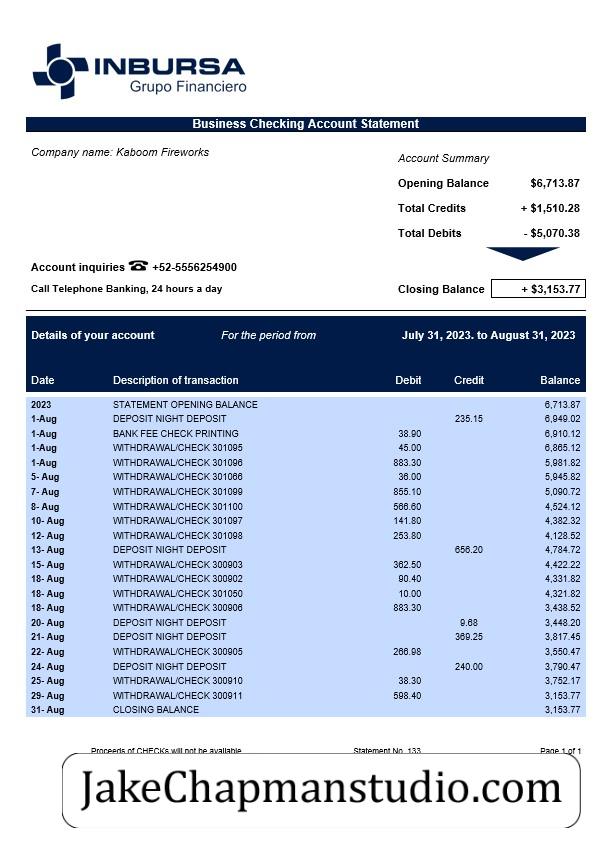 INBURSA
Grupo Financiero
Business Checking Account Statement
Company name: Kaboom Fireworks
Account Summary
Opening Balance $6,713.87
Total Credits + $1,510.28
Total Debits - $5,070.38
Account inquiries ☎ +52-5556254900
Call Telephone Banking, 24 hours a day
Closing Balance + $3,153.77
Details of your account For the period from July 31, 2023. to August 31, 2023
Date Description of transaction Debit Credit Balance
2023 STATEMENT OPENING BALANCE 6,713.87
1-Aug DEPOSIT NIGHT DEPOSIT 235.15 6,949.02
1-Aug BANK FEE CHECK PRINTING 38.90 6,910.12
1-Aug WITHDRAWAL/CHECK 301095 45.00 6,865.12
1-Aug WITHDRAWAL/CHECK 301096 883.30 5,981.82
5- Aug WITHDRAWAL/CHECK 301066 36.00 5,945.82
7- Aug WITHDRAWAL/CHECK 301099 855.10 5,090.72
8- Aug WITHDRAWAL/CHECK 301100 566.60 4,524.12
10- Aug WITHDRAWAL/CHECK 301097 141.80 4,382.32
12- Aug WITHDRAWAL/CHECK 301098 253.80 4,128.52
13- Aug DEPOSIT NIGHT DEPOSIT 656.20 4,784.72
15- Aug WITHDRAWAL/CHECK 300903 362.50 4,422.22
18- Aug WITHDRAWAL/CHECK 300902 90.40 4,331.82
18- Aug WITHDRAWAL/CHECK 301050 10.00 4,321.82
18- Aug WITHDRAWAL/CHECK 300906 883.30 3,438.52
20- Aug DEPOSIT NIGHT DEPOSIT 9.68 3,448.20
21- Aug DEPOSIT NIGHT DEPOSIT 369.25 3,817.45
22- Aug WITHDRAWAL/CHECK 300905 266.98 3,550.47
24- Aug DEPOSIT NIGHT DEPOSIT 240.00 3,790.47
25- Aug WITHDRAWAL/CHECK 300910 38.30 3,752.17
29- Aug WITHDRAWAL/CHECK 300911 598.40 3,153.77
31- Aug CLOSING BALANCE 3,153.77
Proceeds of CHECKs will not be available Statement No. 133 Page 1 of 1
JakeChapmanstudio.com